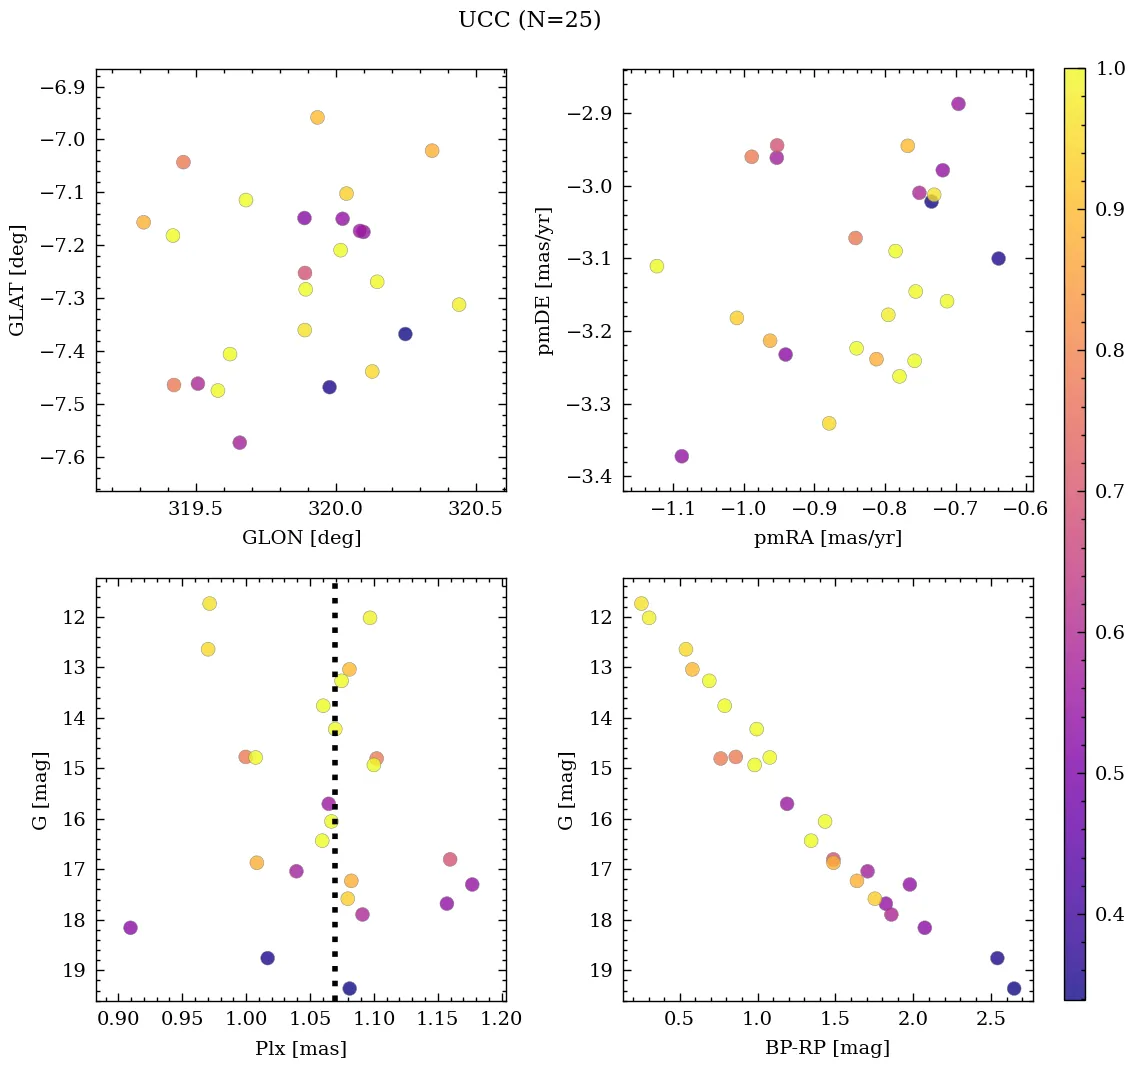 UCC (N=25)
−6.9
−7.0
−7.1
−7.2
−7.3
−7.4
−7.5
−7.6
GLAT [deg]
319.5 320.0 320.5
GLON [deg]
−2.9
−3.0
−3.1
−3.2
−3.3
−3.4
pmDE [mas/yr]
−1.1 −1.0 −0.9 −0.8 −0.7 −0.6
pmRA [mas/yr]
12
13
14
15
16
17
18
19
G [mag]
0.90 0.95 1.00 1.05 1.10 1.15 1.20
Plx [mas]
12
13
14
15
16
17
18
19
G [mag]
0.5 1.0 1.5 2.0 2.5
BP-RP [mag]
1.0
0.9
0.8
0.7
0.6
0.5
0.4